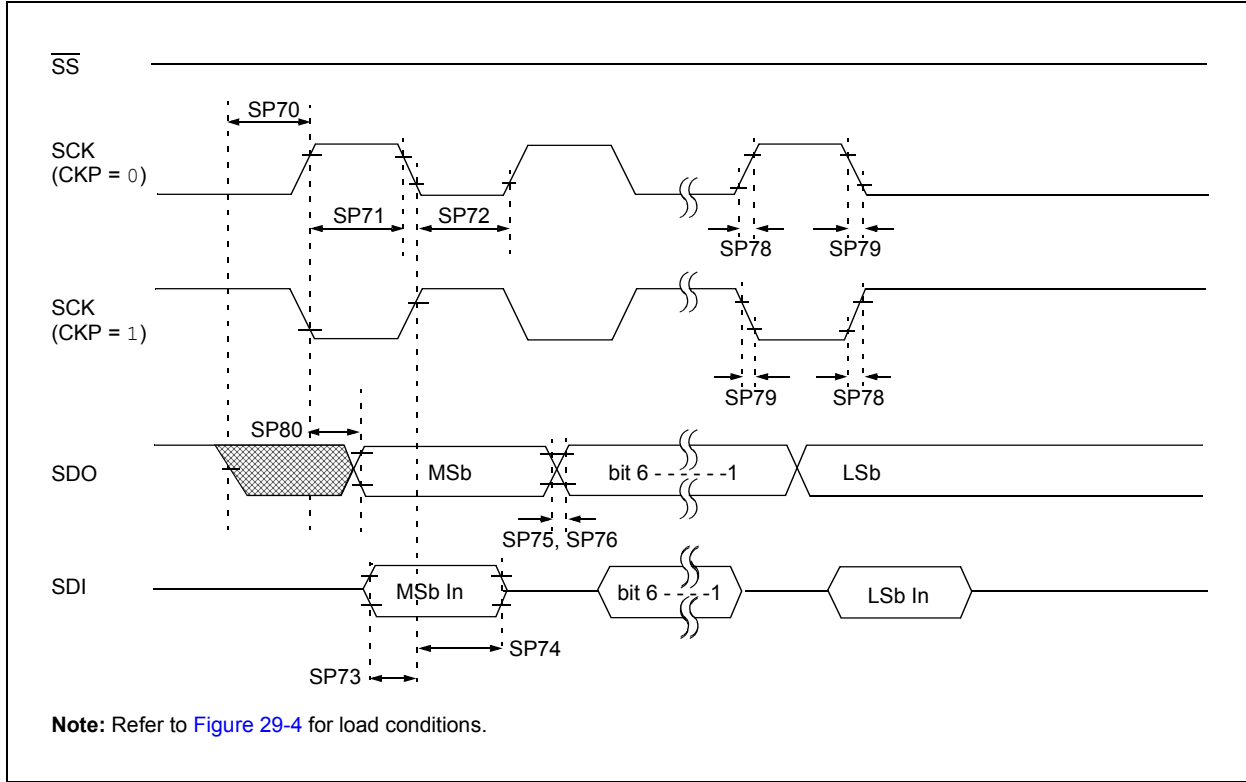 SS
SP70
SCK
(CKP = 0)
SP71
SP72
SP78
SP79
SCK
(CKP = 1)
SP79
SP78
SP80
SDO
MSb
bit 6 - - - - - -1
LSb
SP75, SP76
SDI
MSb In
bit 6 - - - -1
LSb In
SP74
SP73
Note: Refer to Figure 29-4 for load conditions.